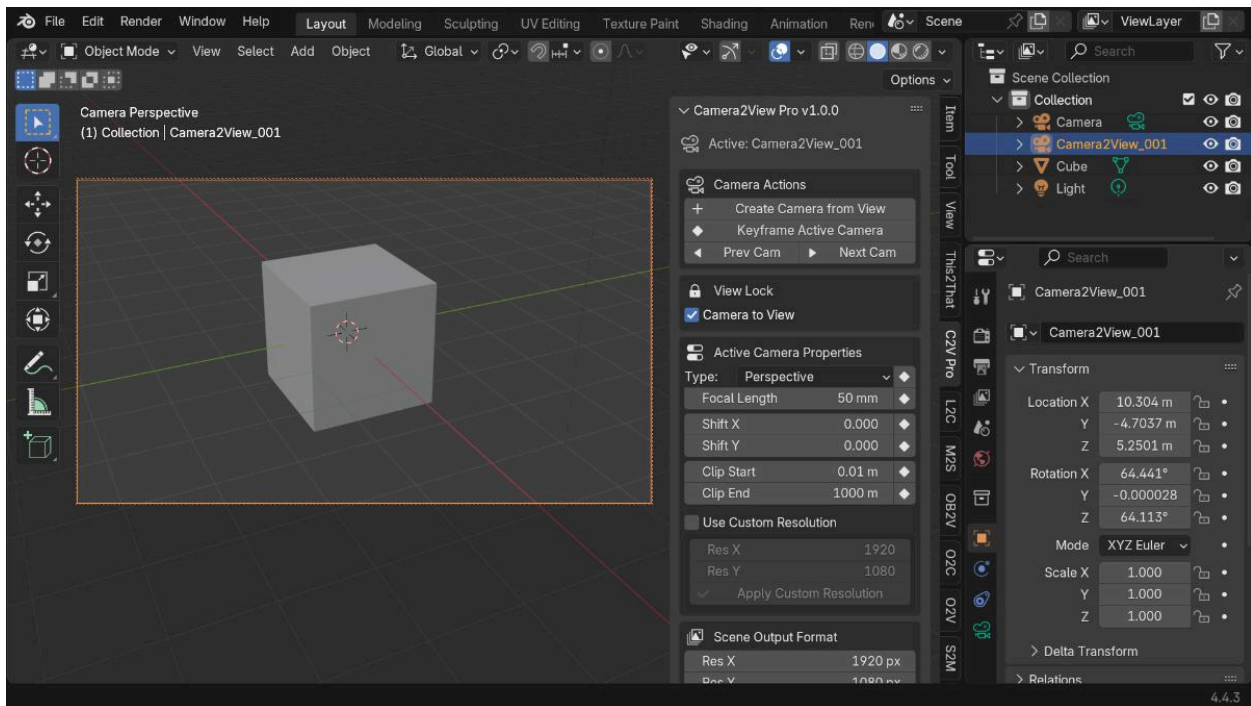 File Edit Render Window Help Layout Modeling Sculpting UV Editing Texture Paint Shading Animation Scene ViewLayer
Object Mode View Select Add Object Global Search
Options
Camera Perspective
(1) Collection | Camera2View_001
Camera2View Pro v1.0.0
Active: Camera2View_001
Camera Actions
Create Camera from View
Keyframe Active Camera
Prev Cam Next Cam
View Lock
Camera to View
Active Camera Properties
Type: Perspective
Focal Length 50 mm
Shift X 0.000
Shift Y 0.000
Clip Start 0.01 m
Clip End 1000 m
Use Custom Resolution
Res X 1920
Res Y 1080
Apply Custom Resolution
Scene Output Format
Res X 1920 px
Res Y 1080 px
Item
Tool
View
This2That
C2V Pro
L2C
M2S
OB2V
O2C
O2V
S2M
Scene Collection
Collection
Camera
Camera2View_001
Cube
Light
Search
Camera2View_001
Camera2View_001
Transform
Location X 10.304 m
Y -4.7037 m
Z 5.2501 m
Rotation X 64.441°
Y -0.000028
Z 64.113°
Mode XYZ Euler
Scale X 1.000
Y 1.000
Z 1.000
Delta Transform
Relations
4.4.3